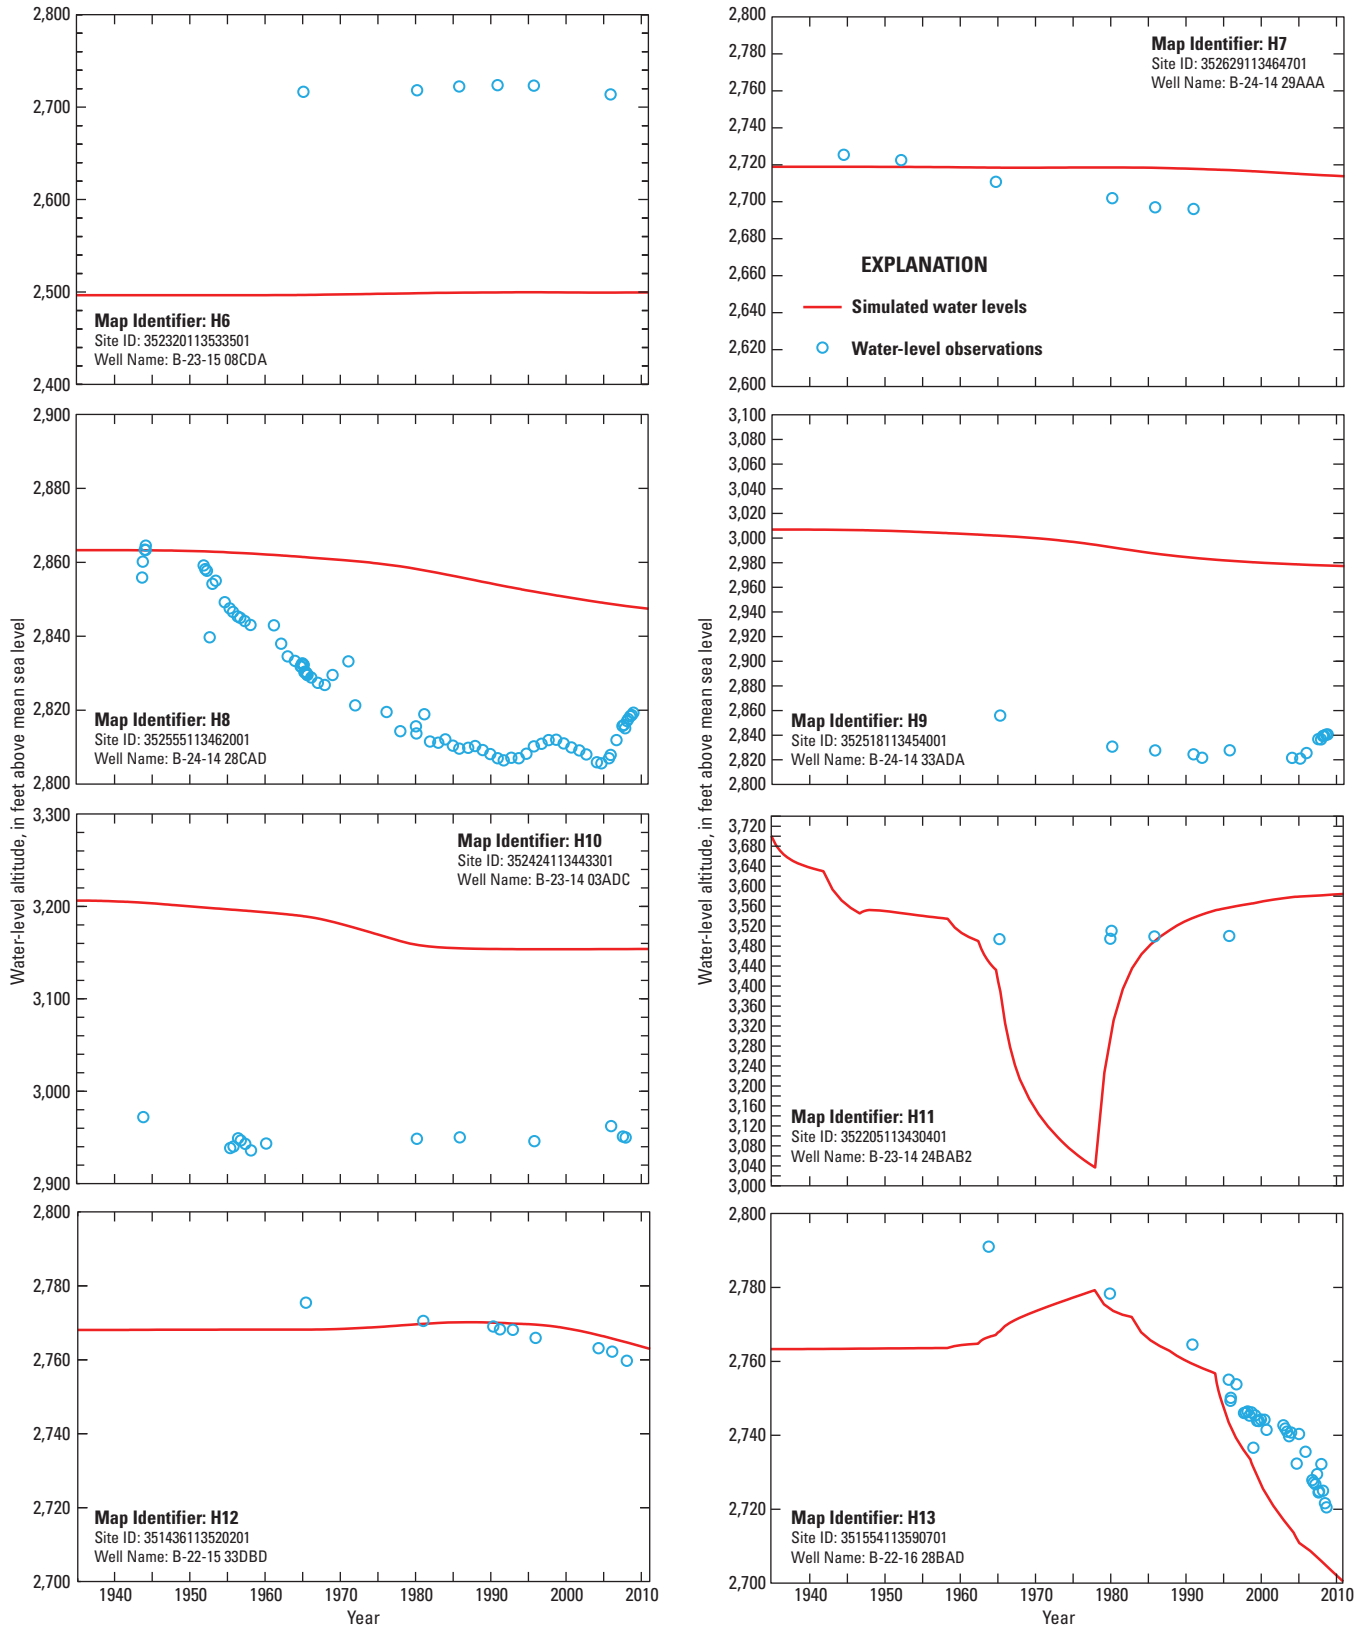 Water-level altitude, in feet above mean sea level
2,800
2,700
2,600
2,500
2,400
Map Identifier: H6
Site ID: 352320113533501
Well Name: B-23-15 08CDA
2,800
2,780
2,760
2,740
2,720
2,700
2,680
2,660
2,640
2,620
2,600
Map Identifier: H7
Site ID: 352629113464701
Well Name: B-24-14 29AAA
EXPLANATION
Simulated water levels
Water-level observations
2,900
2,880
2,860
2,840
2,820
2,800
Map Identifier: H8
Site ID: 352555113462001
Well Name: B-24-14 28CAD
Water-level altitude, in feet above mean sea level
3,100
3,080
3,060
3,040
3,020
3,000
2,980
2,960
2,940
2,920
2,900
2,880
2,860
2,840
2,820
2,800
Map Identifier: H9
Site ID: 352518113454001
Well Name: B-24-14 33ADA
3,300
3,200
3,100
3,000
2,900
Map Identifier: H10
Site ID: 352424113443301
Well Name: B-23-14 03ADC
3,720
3,680
3,640
3,600
3,560
3,520
3,480
3,440
3,400
3,360
3,320
3,280
3,240
3,200
3,160
3,120
3,080
3,040
3,000
Map Identifier: H11
Site ID: 352205113430401
Well Name: B-23-14 24BAB2
2,800
2,780
2,760
2,740
2,720
2,700
Map Identifier: H12
Site ID: 351436113520201
Well Name: B-22-15 33DBD
1940 1950 1960 1970 1980 1990 2000 2010
Year
2,800
2,780
2,760
2,740
2,720
2,700
Map Identifier: H13
Site ID: 351554113590701
Well Name: B-22-16 28BAD
1940 1950 1960 1970 1980 1990 2000 2010
Year